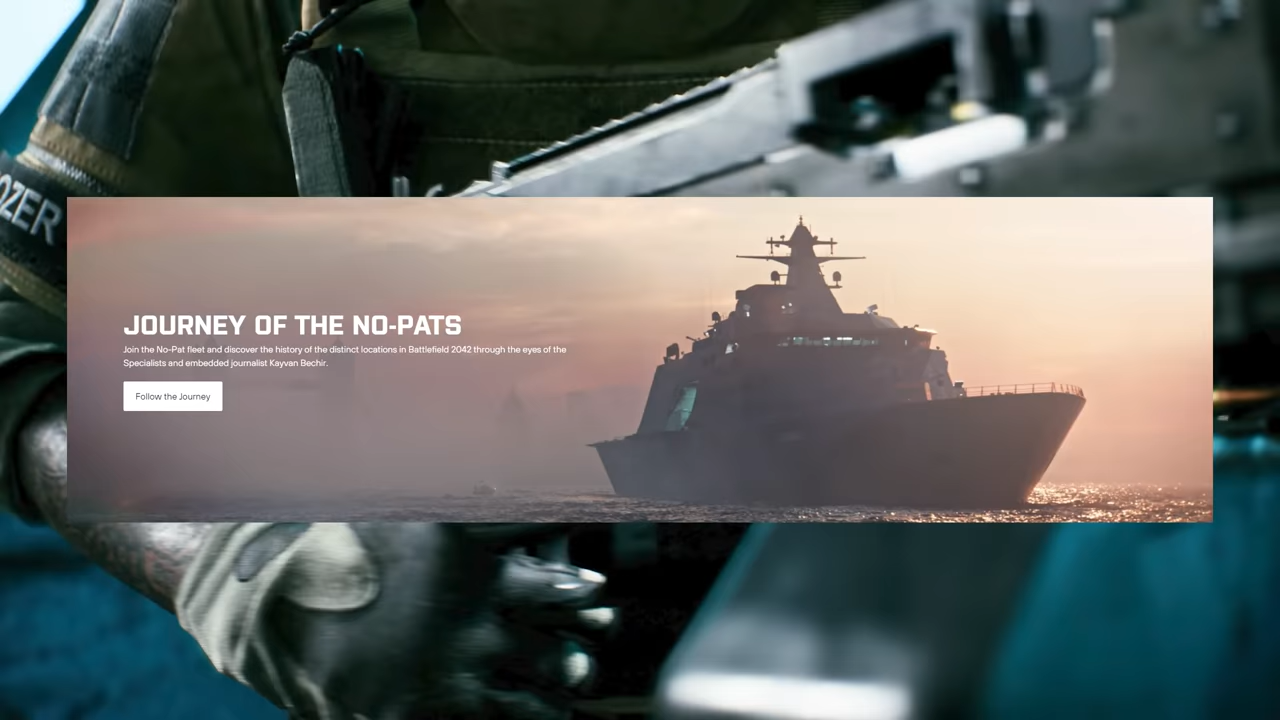 OZER
JOURNEY OF THE NO-PATS
Join the No-Pat fleet and discover the history of the distinct locations in Battlefield 2042 through the eyes of the
Specialists and embedded journalist Kayvan Bechir.
Follow the Journey